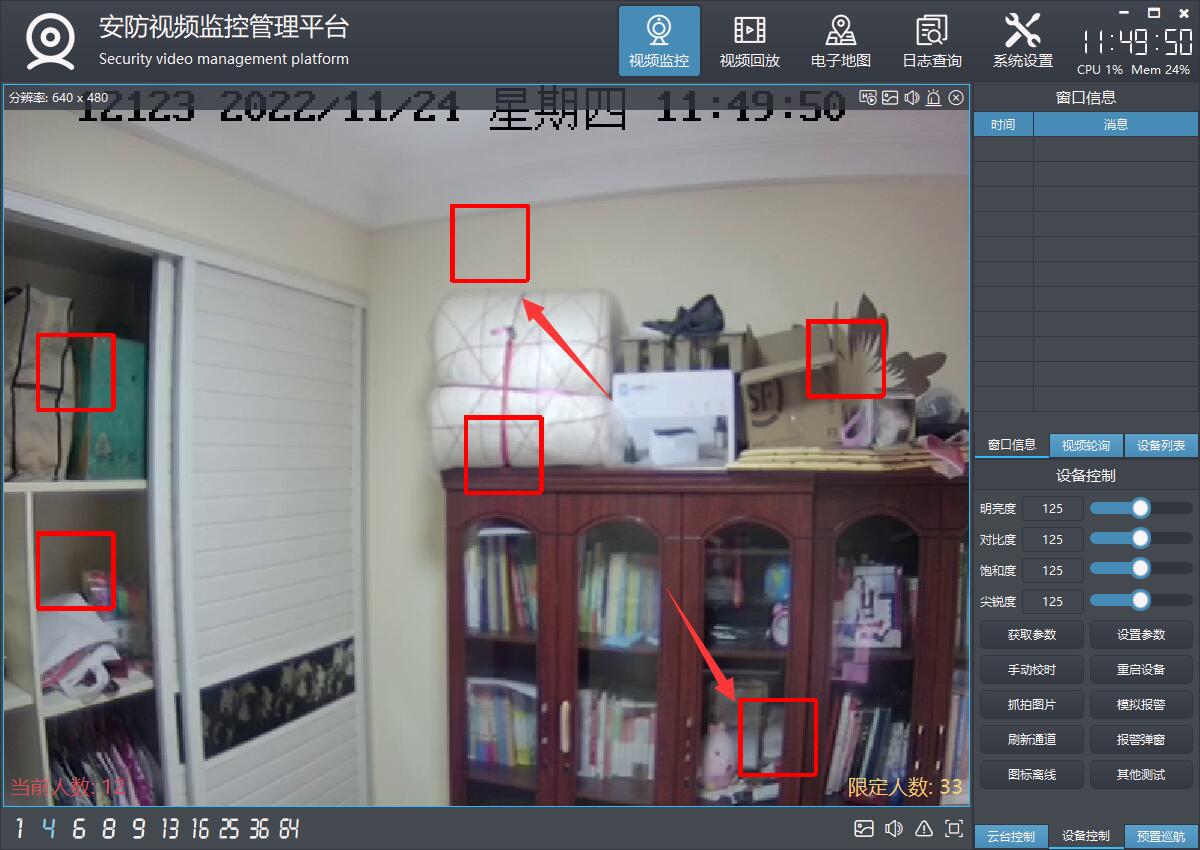 安防视频监控管理平台
Security video management platform
视频监控
视频回放
电子地图
日志查询
系统设置
11:49:50
CPU 1% Mem 24%
分辨率: 640 x 480
12123 2022/11/24 星期四 11:49:50
SF
当前人数: 12
限定人数: 33
窗口信息
时间
消息
窗口信息
视频轮询
设备列表
设备控制
明亮度 125
对比度 125
饱和度 125
尖锐度 125
获取参数
设置参数
手动校时
重启设备
抓拍图片
模拟报警
刷新通道
报警弹窗
图标离线
其他测试
1 4 6 8 9 13 16 25 36 64
云台控制
设备控制
预置巡航